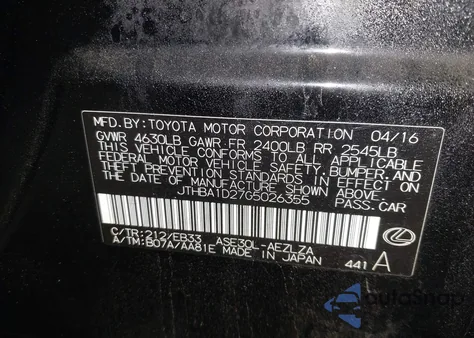 MFD.BY:TOYOTA MOTOR CORPORATION 04/16
GVWR 4630LB GAWR FR 2400LB RR 2545LB
THIS VEHICLE CONFORMS TO ALL APPLICABLE
FEDERAL MOTOR VEHICLE SAFETY, BUMPER, AND
THEFT PREVENTION STANDARDS IN EFFECT ON
THE DATE OF MANUFACTURE SHOWN ABOVE.
JTHBA1D27G5026355 PASS.CAR
C/TR:212/EB33 ASE30L-AEZLZA
A/TM:B07A/AA81E MADE IN JAPAN 441 A
autoSnap